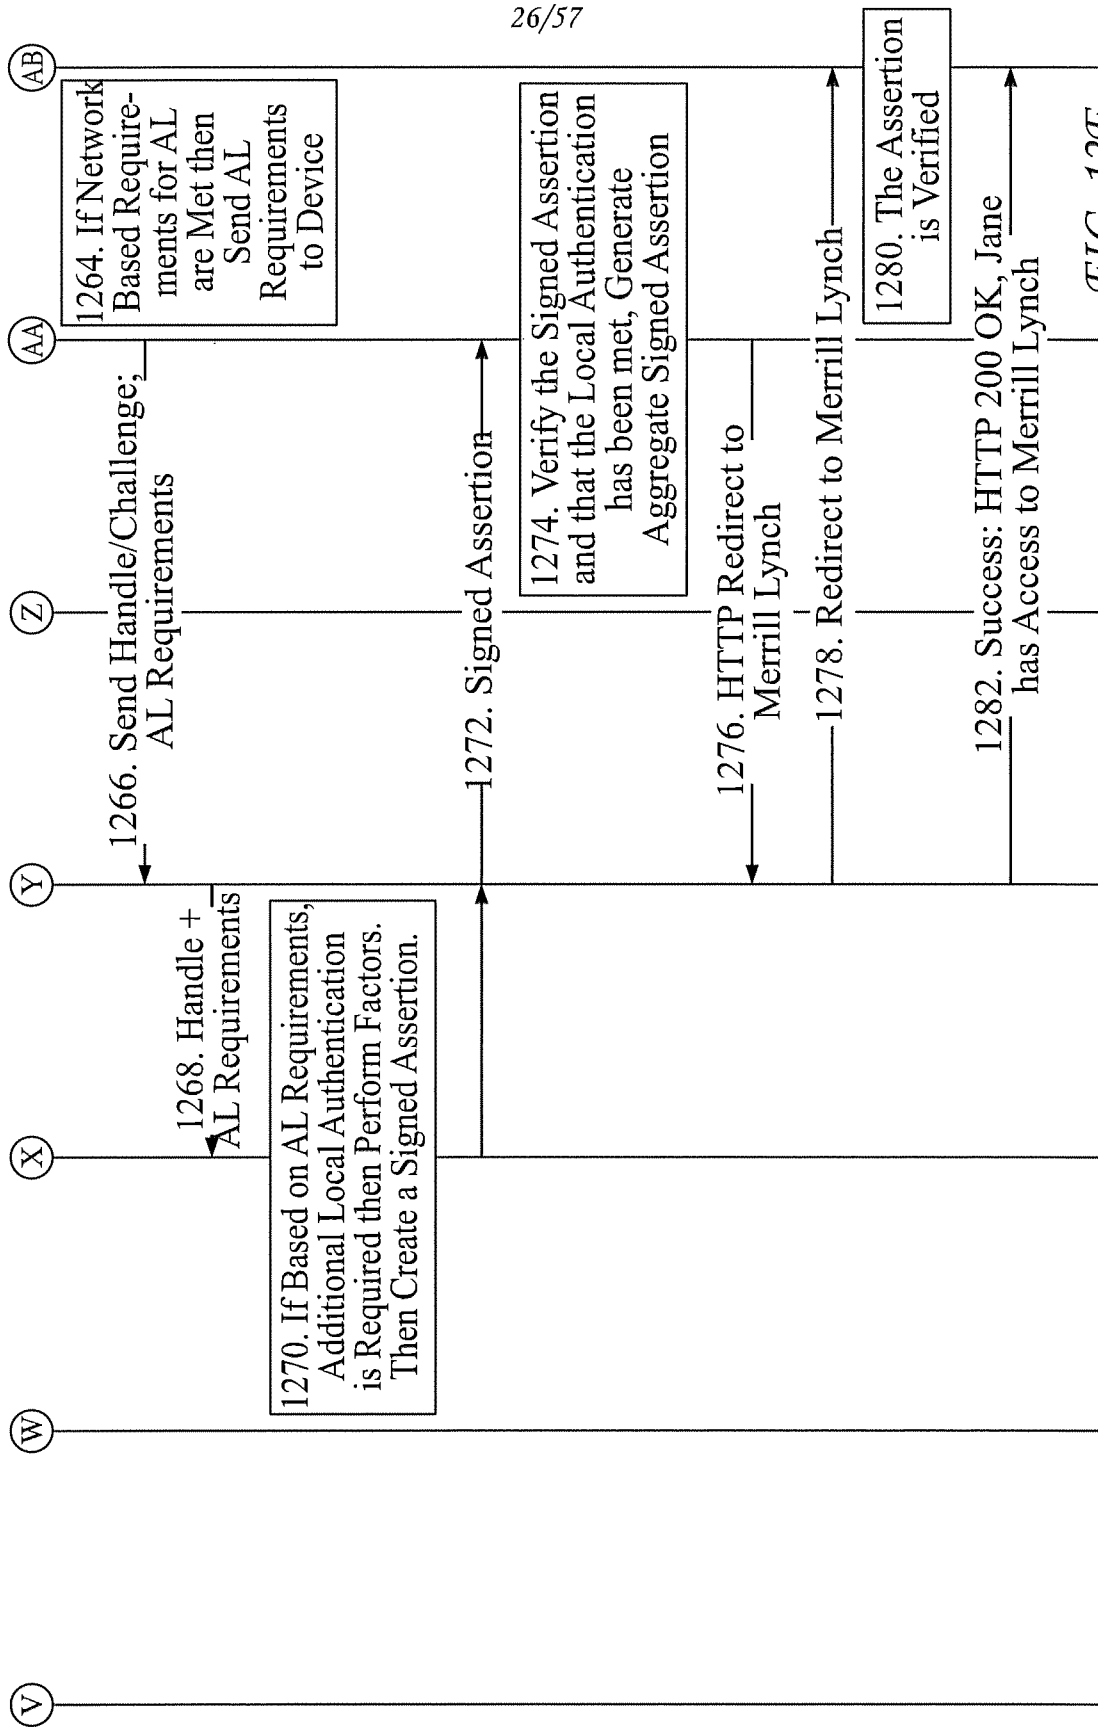 26/57
V
W
X
Y
Z
AA
AB
1264. If Network
Based Require-
ments for AL
are Met then
Send AL
Requirements
to Device
1266. Send Handle/Challenge;
AL Requirements
1268. Handle +
AL Requirements
1270. If Based on AL Requirements,
Additional Local Authentication
is Required then Perform Factors.
Then Create a Signed Assertion.
1272. Signed Assertion
1274. Verify the Signed Assertion
and that the Local Authentication
has been met, Generate
Aggregate Signed Assertion
1276. HTTP Redirect to
Merrill Lynch
1278. Redirect to Merrill Lynch
1280. The Assertion
is Verified
1282. Success: HTTP 200 OK, Jane
has Access to Merrill Lynch